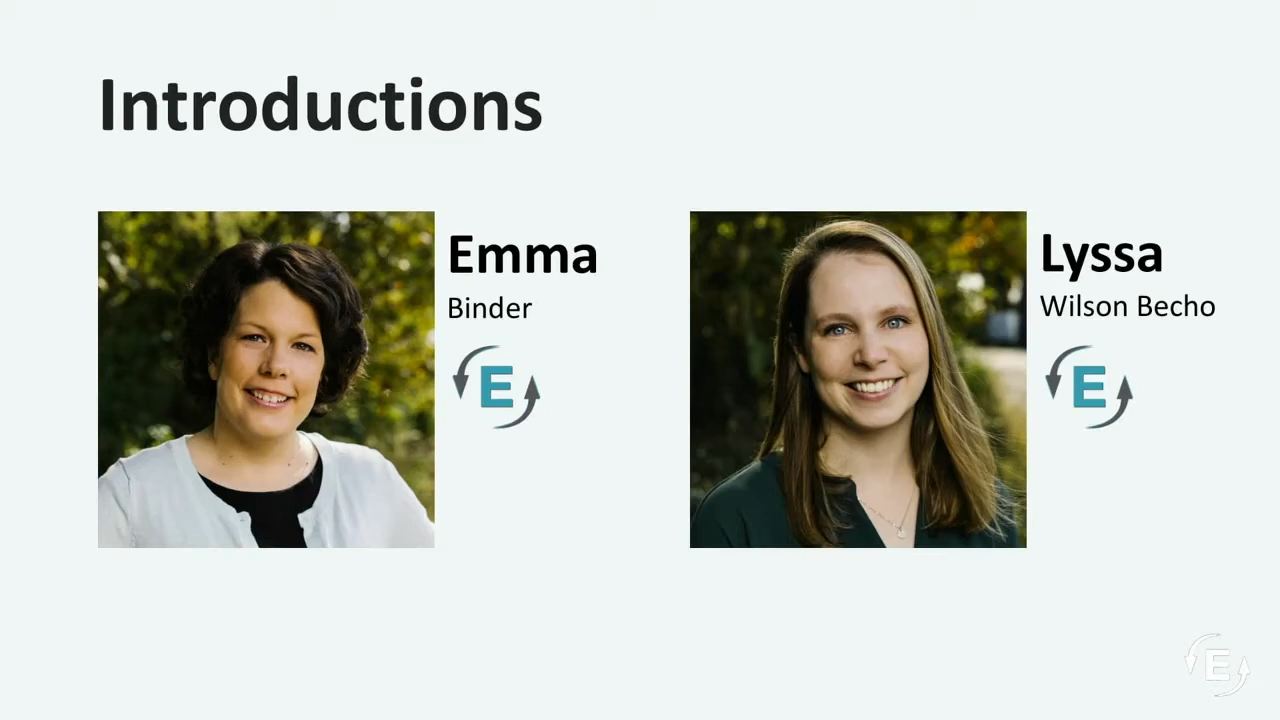 Introductions
Emma
Binder
E
Lyssa
Wilson Becho
E
E